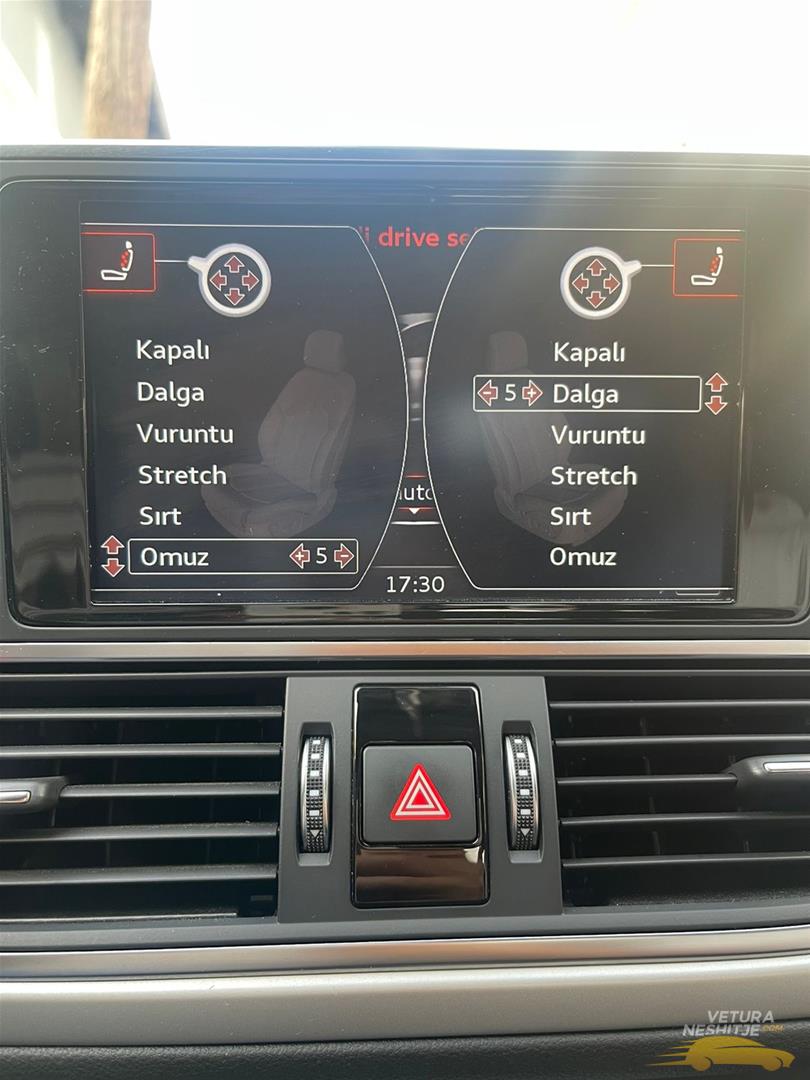 drive se
Kapalı
Dalga
Vuruntu
Stretch
Sırt
Omuz 5
Kapalı
5 Dalga
Vuruntu
Stretch
Sırt
Omuz
auto
17:30
VETURA
NESHITJE.COM